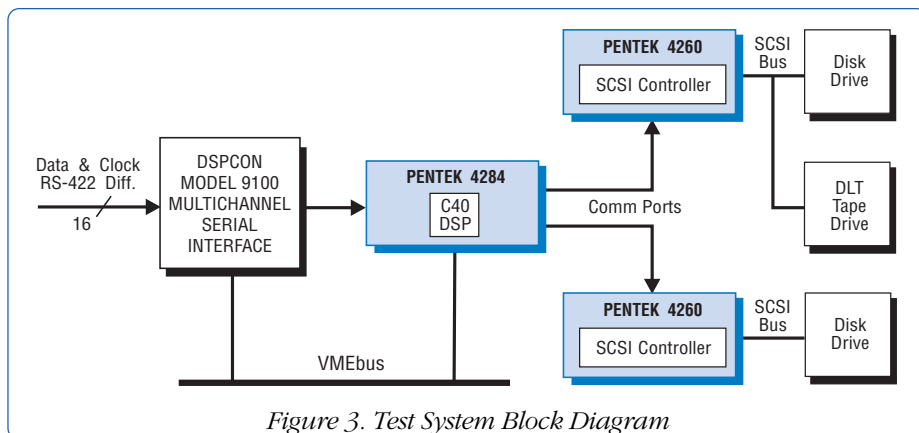 Data & Clock
RS-422 Diff.
16
DSPCON
MODEL 9100
MULTICHANNEL
SERIAL
INTERFACE
PENTEK 4284
C40
DSP
Comm Ports
PENTEK 4260
SCSI Controller
SCSI
Bus
Disk
Drive
DLT
Tape
Drive
PENTEK 4260
SCSI Controller
SCSI
Bus
Disk
Drive
VMEbus
Figure 3. Test System Block Diagram